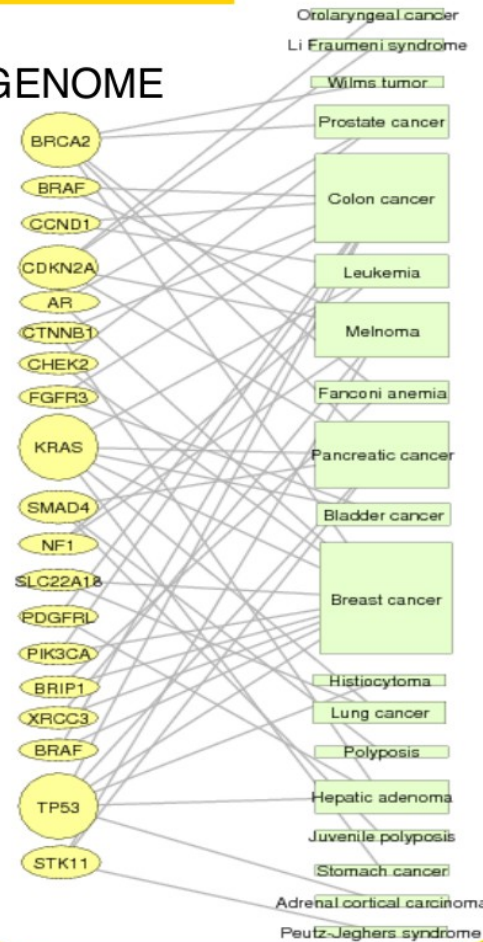 GENOME
BRCA2
BRAF
CCND1
CDKN2A
AR
CTNNB1
CHEK2
FGFR3
KRAS
SMAD4
NF1
SLC22A18
PDGFRL
PIK3CA
BRIP1
XRCC3
BRAF
TP53
STK11
Orolaryngeal cancer
Li Fraumeni syndrome
Wilms tumor
Prostate cancer
Colon cancer
Leukemia
Melnoma
Fanconi anemia
Pancreatic cancer
Bladder cancer
Breast cancer
Histiocytoma
Lung cancer
Polyposis
Hepatic adenoma
Juvenile polyposis
Stomach cancer
Adrenal cortical carcinoma
Peutz-Jeghers syndrome